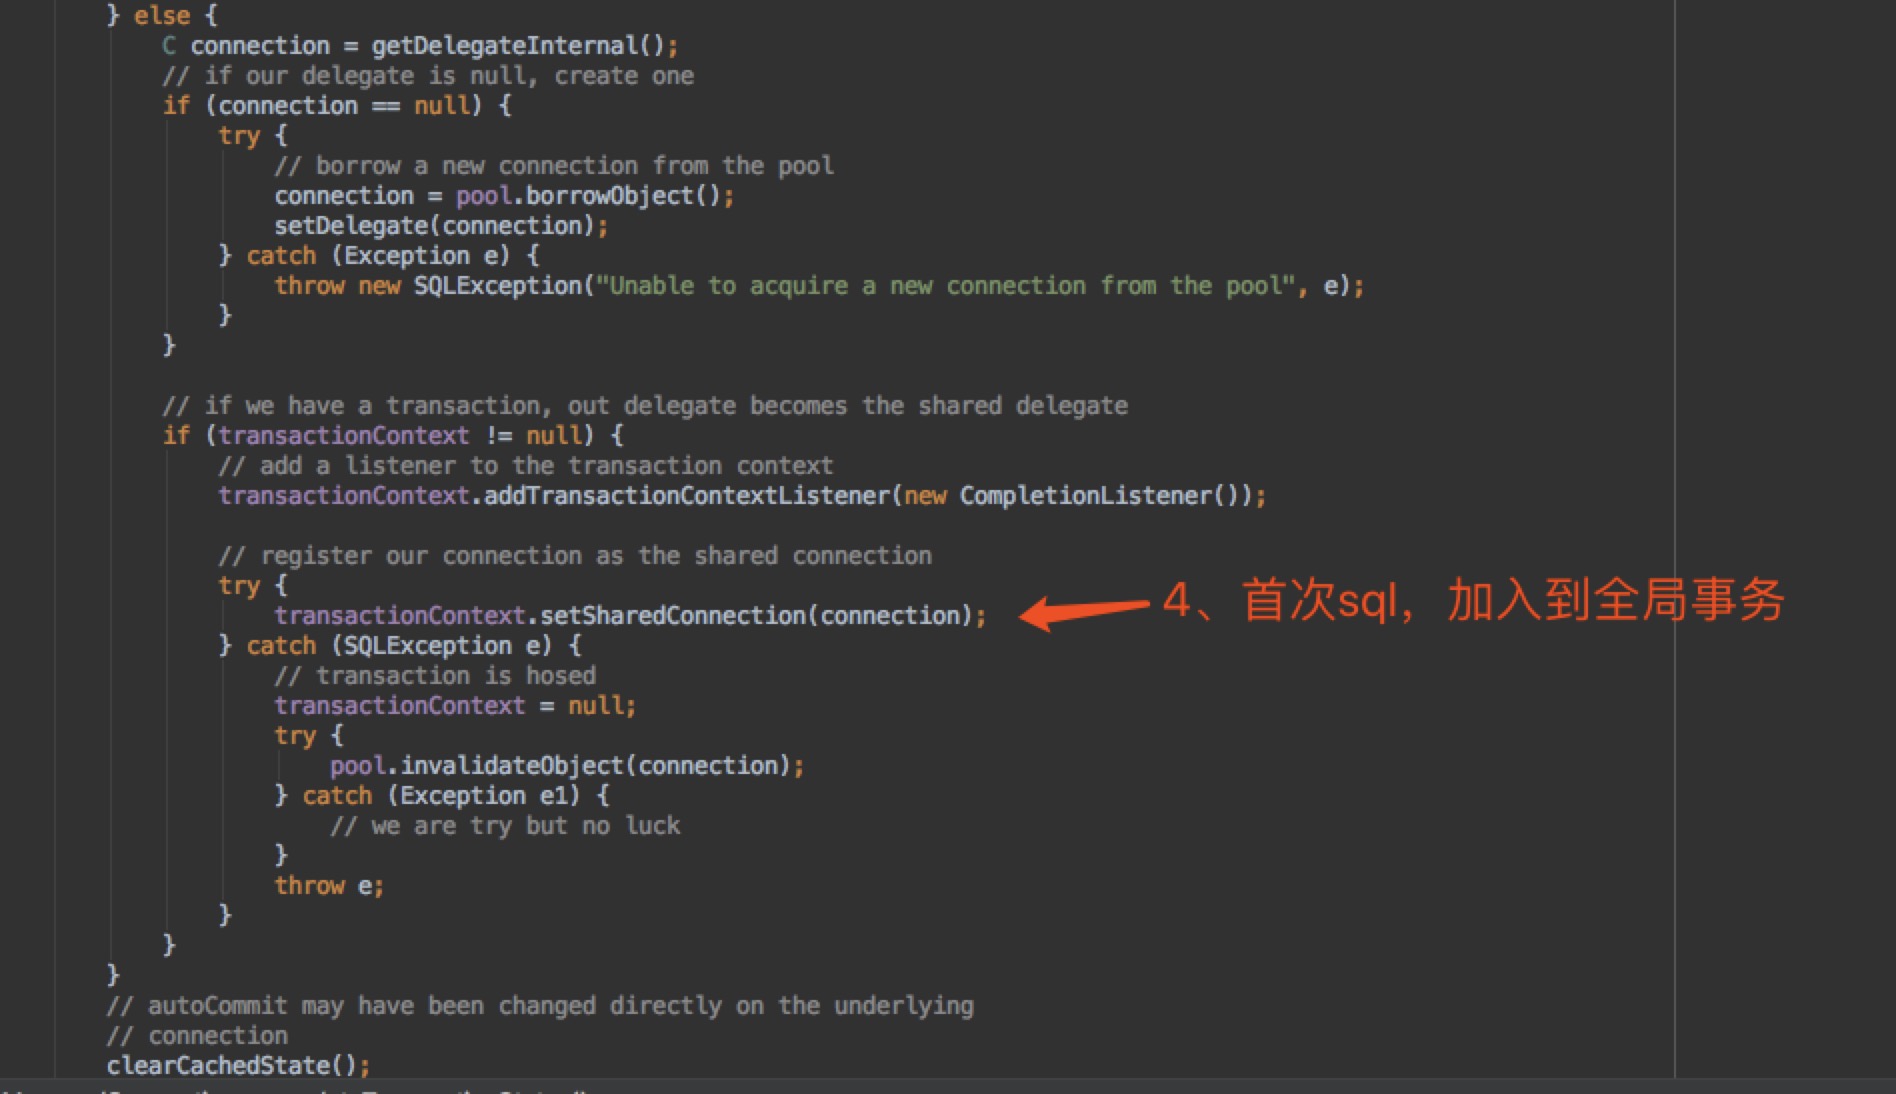 } else {
C connection = getDelegateInternal();
// if our delegate is null, create one
if (connection == null) {
try {
// borrow a new connection from the pool
connection = pool.borrowObject();
setDelegate(connection);
} catch (Exception e) {
throw new SQLException("Unable to acquire a new connection from the pool", e);
}
}
// if we have a transaction, out delegate becomes the shared delegate
if (transactionContext != null) {
// add a listener to the transaction context
transactionContext.addTransactionContextListener(new CompletionListener());
// register our connection as the shared connection
try {
transactionContext.setSharedConnection(connection);
4、首次sql，加入到全局事务
} catch (SQLException e) {
// transaction is hosed
transactionContext = null;
try {
pool.invalidateObject(connection);
} catch (Exception e1) {
// we are try but no luck
}
throw e;
}
}
}
// autoCommit may have been changed directly on the underlying
// connection
clearCachedState();